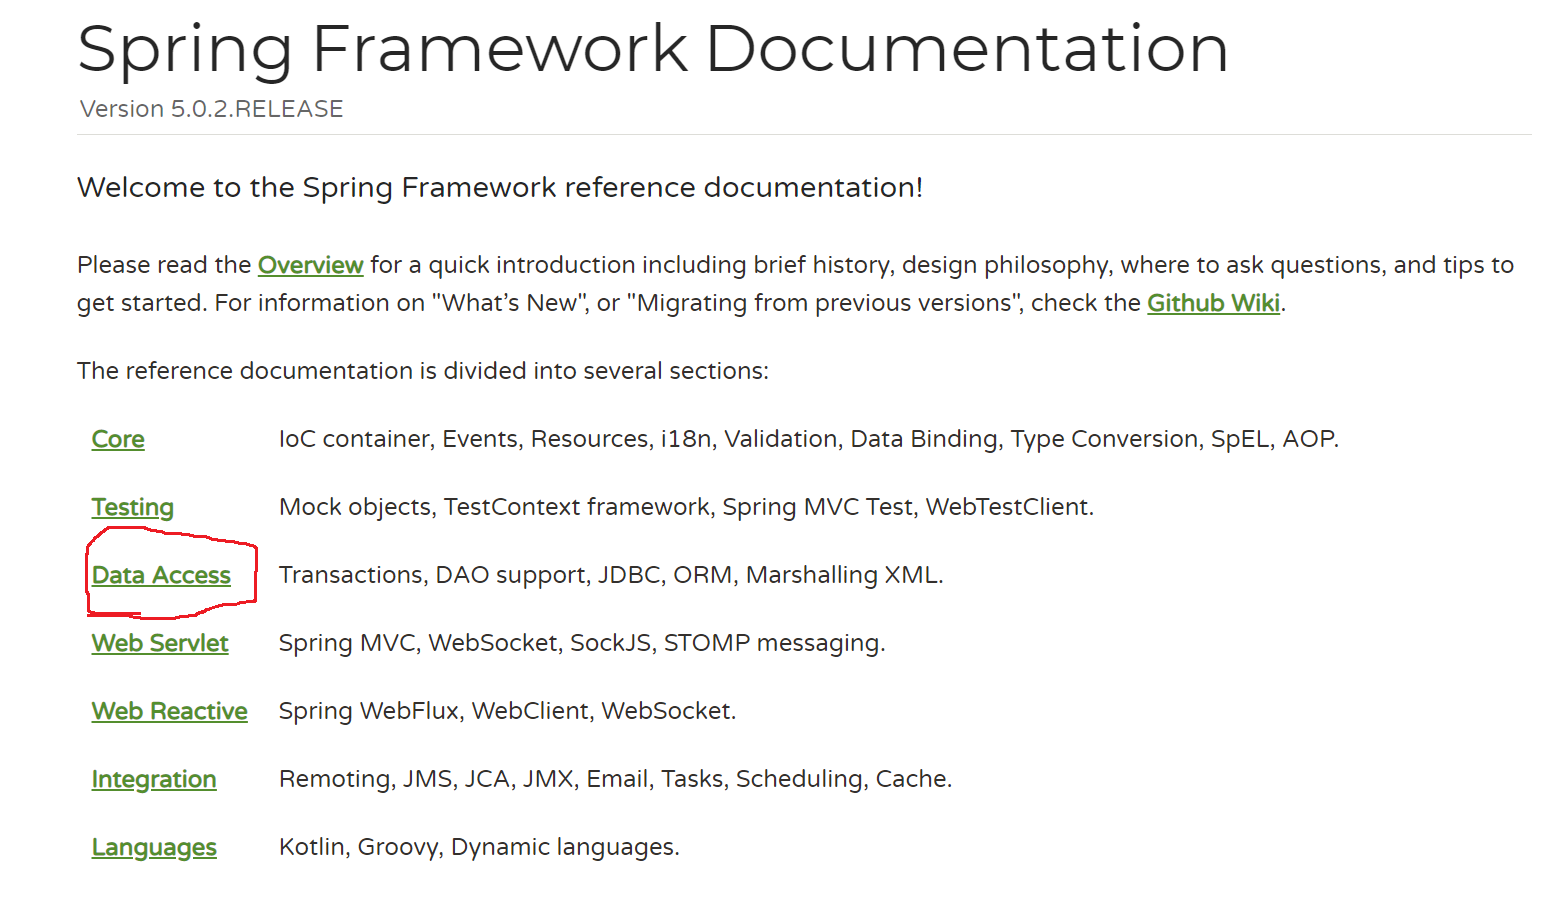 Spring Framework Documentation
Version 5.0.2.RELEASE
Welcome to the Spring Framework reference documentation!
Please read the Overview for a quick introduction including brief history, design philosophy, where to ask questions, and tips to
get started. For information on "What’s New", or "Migrating from previous versions", check the Github Wiki.
The reference documentation is divided into several sections:
Core IoC container, Events, Resources, i18n, Validation, Data Binding, Type Conversion, SpEL, AOP.
Testing Mock objects, TestContext framework, Spring MVC Test, WebTestClient.
Data Access Transactions, DAO support, JDBC, ORM, Marshalling XML.
Web Servlet Spring MVC, WebSocket, SockJS, STOMP messaging.
Web Reactive Spring WebFlux, WebClient, WebSocket.
Integration Remoting, JMS, JCA, JMX, Email, Tasks, Scheduling, Cache.
Languages Kotlin, Groovy, Dynamic languages.